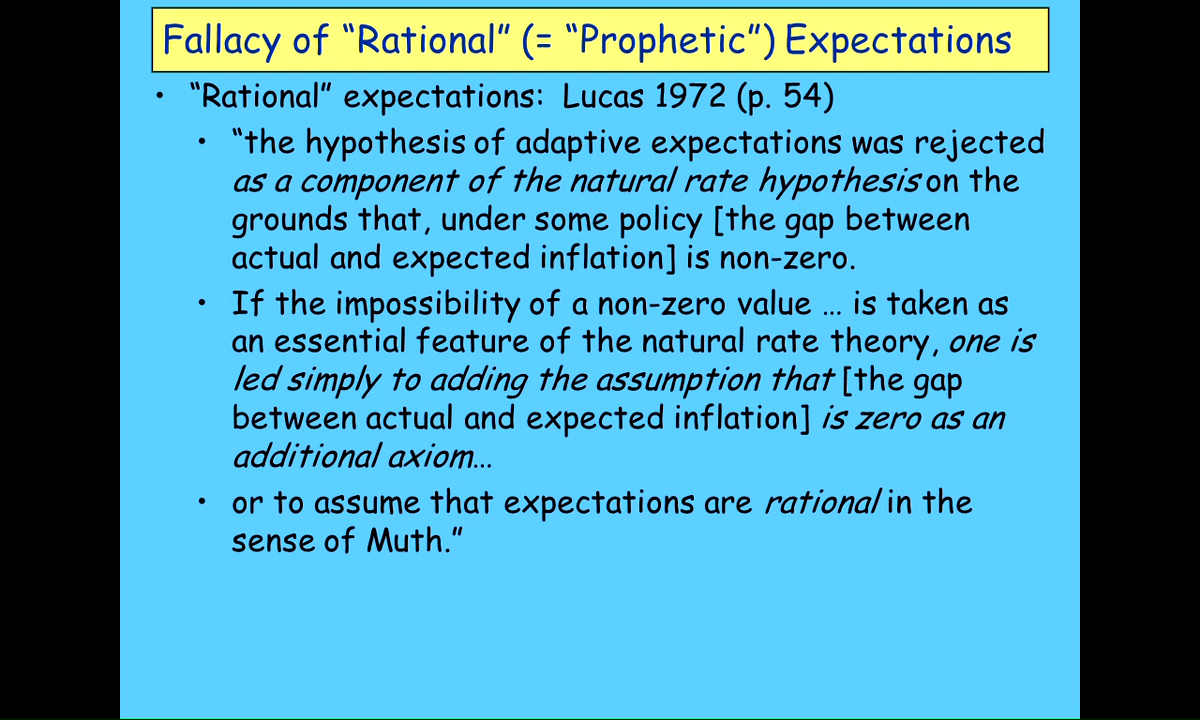 Fallacy of “Rational” (= “Prophetic”) Expectations
• “Rational” expectations: Lucas 1972 (p. 54)
• “the hypothesis of adaptive expectations was rejected
as a component of the natural rate hypothesis on the
grounds that, under some policy [the gap between
actual and expected inflation] is non-zero.
• If the impossibility of a non-zero value … is taken as
an essential feature of the natural rate theory, one is
led simply to adding the assumption that [the gap
between actual and expected inflation] is zero as an
additional axiom…
• or to assume that expectations are rational in the
sense of Muth.”